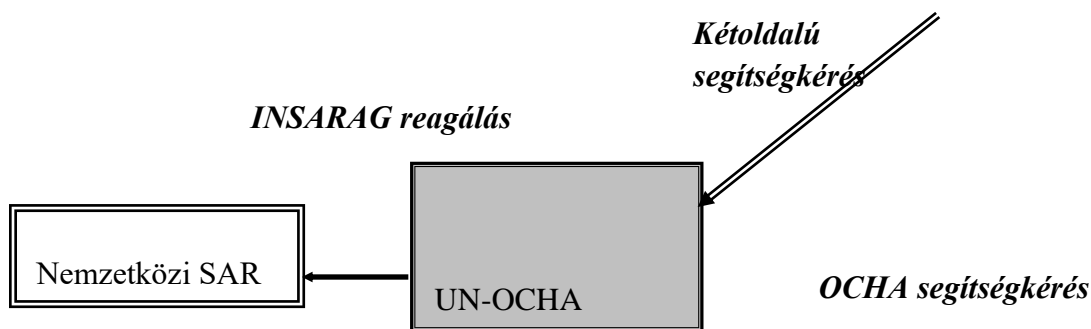 Kétoldalú
segítségkérés
INSARAG reagálás
Nemzetközi SAR
UN-OCHA
OCHA segítségkérés